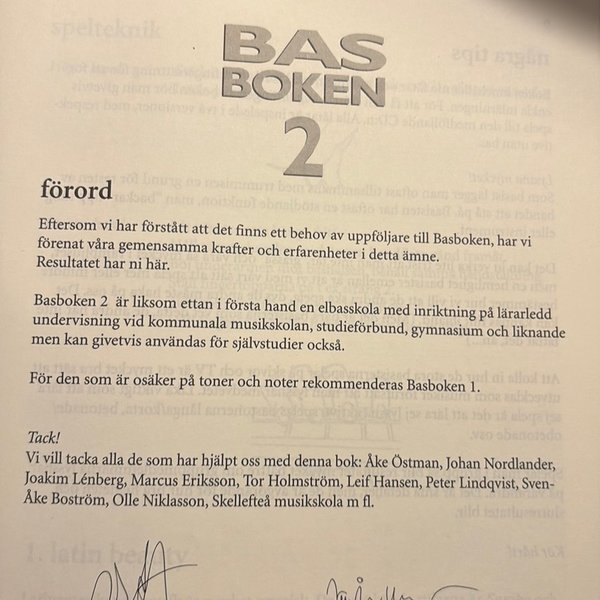 BAS
BOKEN
2
förord
Eftersom vi har förstått att det finns ett behov av uppföljare till Basboken, har vi
förenat våra gemensamma krafter och erfarenheter i detta ämne.
Resultatet har ni här.
Basboken 2 är liksom ettan i första hand en elbasskola med inriktning på lärarledd
undervisning vid kommunala musikskolan, studieförbund, gymnasium och liknande
men kan givetvis användas för självstudier också.
För den som är osäker på toner och noter rekommenderas Basboken 1.
Tack!
Vi vill tacka alla de som har hjälpt oss med denna bok: Åke Östman, Johan Nordlander,
Joakim Lénberg, Marcus Eriksson, Tor Holmström, Leif Hansen, Peter Lindqvist, Sven-
Åke Boström, Olle Niklasson, Skellefteå musikskola m fl.